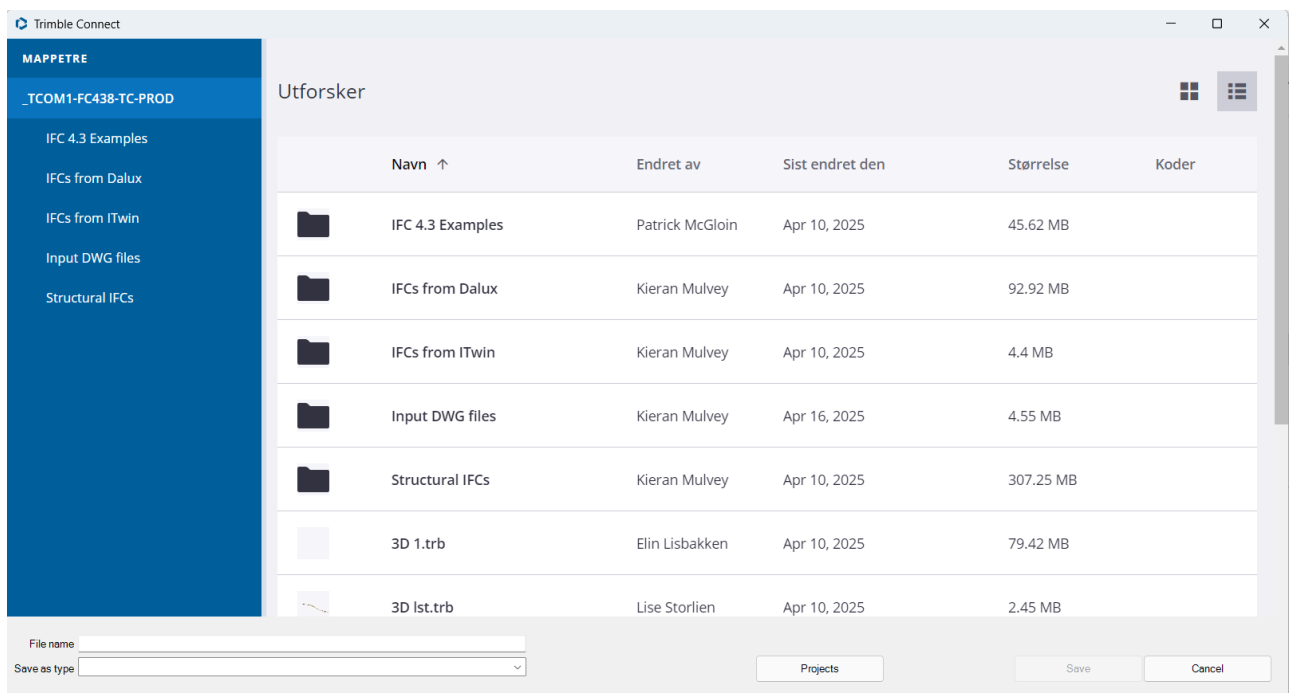 Trimble Connect
MAPPETRE
_TCOM1-FC438-TC-PROD
IFC 4.3 Examples
IFCs from Dalux
IFCs from ITwin
Input DWG files
Structural IFCs
Utforsker
Navn ↑ Endret av Sist endret den Størrelse Koder
IFC 4.3 Examples Patrick McGloin Apr 10, 2025 45.62 MB
IFCs from Dalux Kieran Mulvey Apr 10, 2025 92.92 MB
IFCs from ITwin Kieran Mulvey Apr 10, 2025 4.4 MB
Input DWG files Kieran Mulvey Apr 16, 2025 4.55 MB
Structural IFCs Kieran Mulvey Apr 10, 2025 307.25 MB
3D 1.trb Elin Lisbakken Apr 10, 2025 79.42 MB
3D lst.trb Lise Storlien Apr 10, 2025 2.45 MB
File name
Save as type
Projects Save Cancel